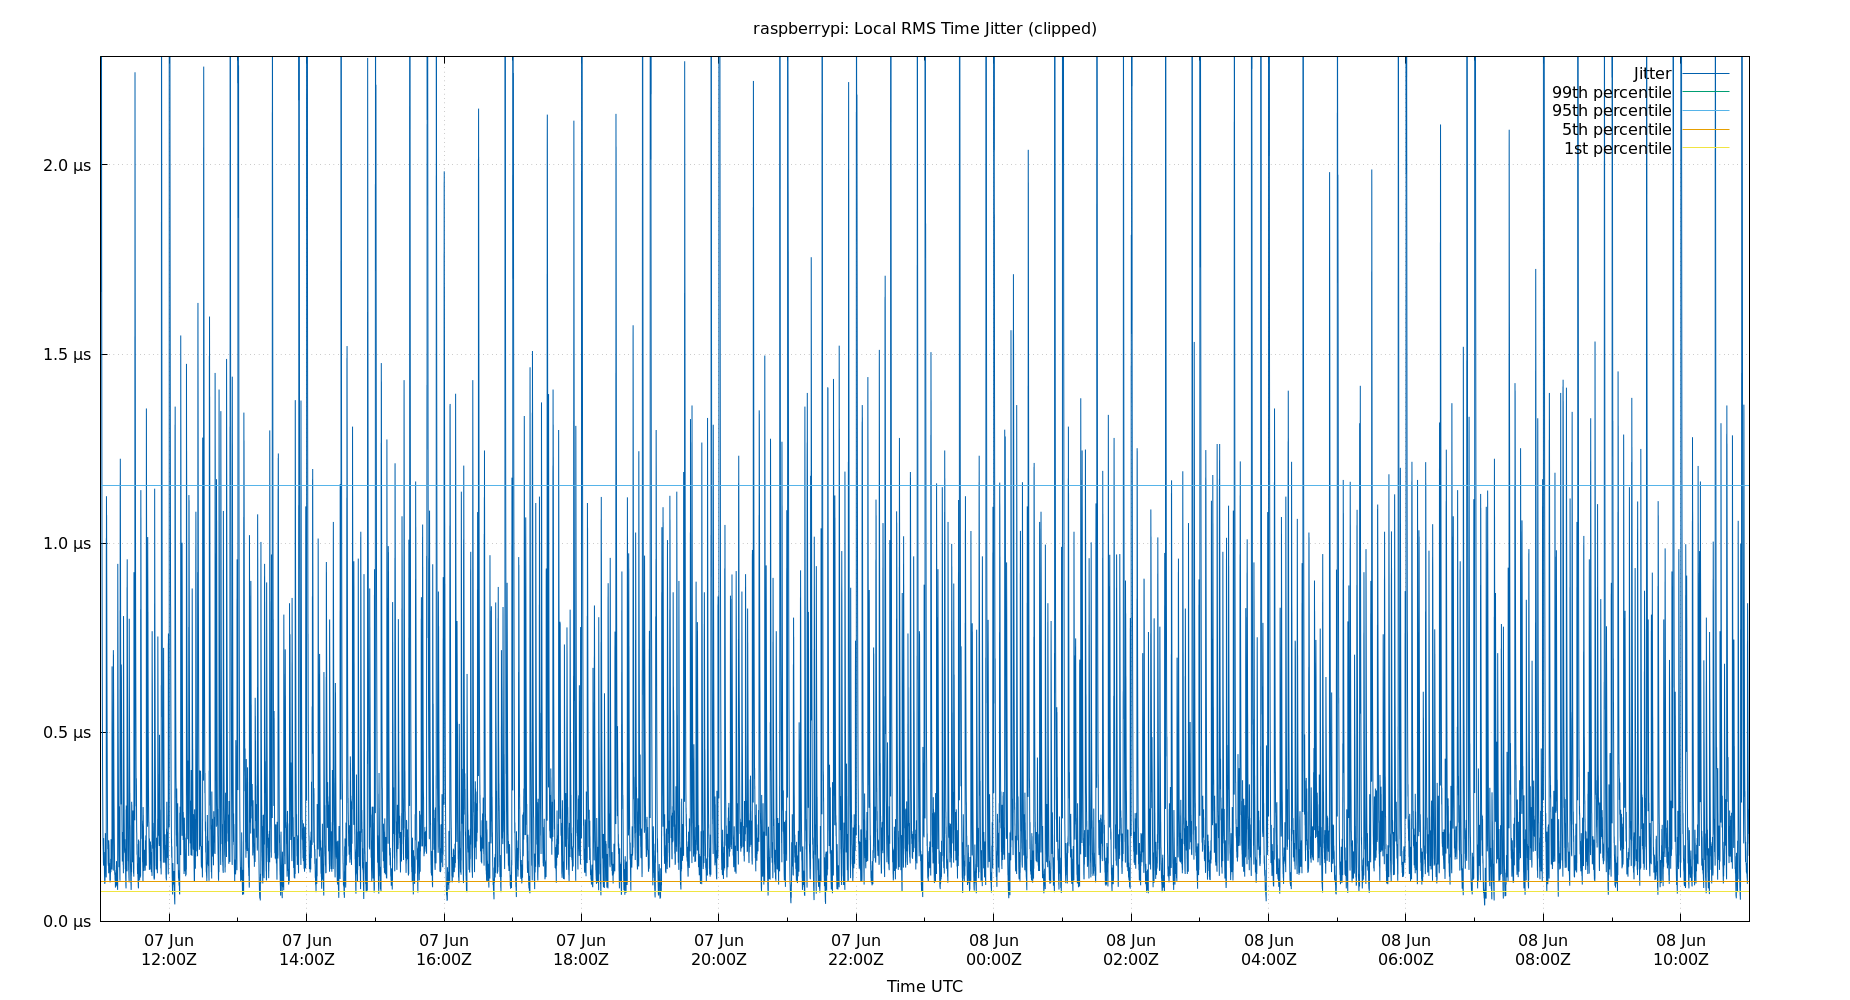 raspberrypi: Local RMS Time Jitter (clipped)
Jitter
99th percentile
95th percentile
5th percentile
1st percentile
2.0 µs
1.5 µs
1.0 µs
0.5 µs
0.0 µs
07 Jun 07 Jun 07 Jun 07 Jun 07 Jun 07 Jun 08 Jun 08 Jun 08 Jun 08 Jun 08 Jun 08 Jun
12:00Z 14:00Z 16:00Z 18:00Z 20:00Z 22:00Z 00:00Z 02:00Z 04:00Z 06:00Z 08:00Z 10:00Z
Time UTC